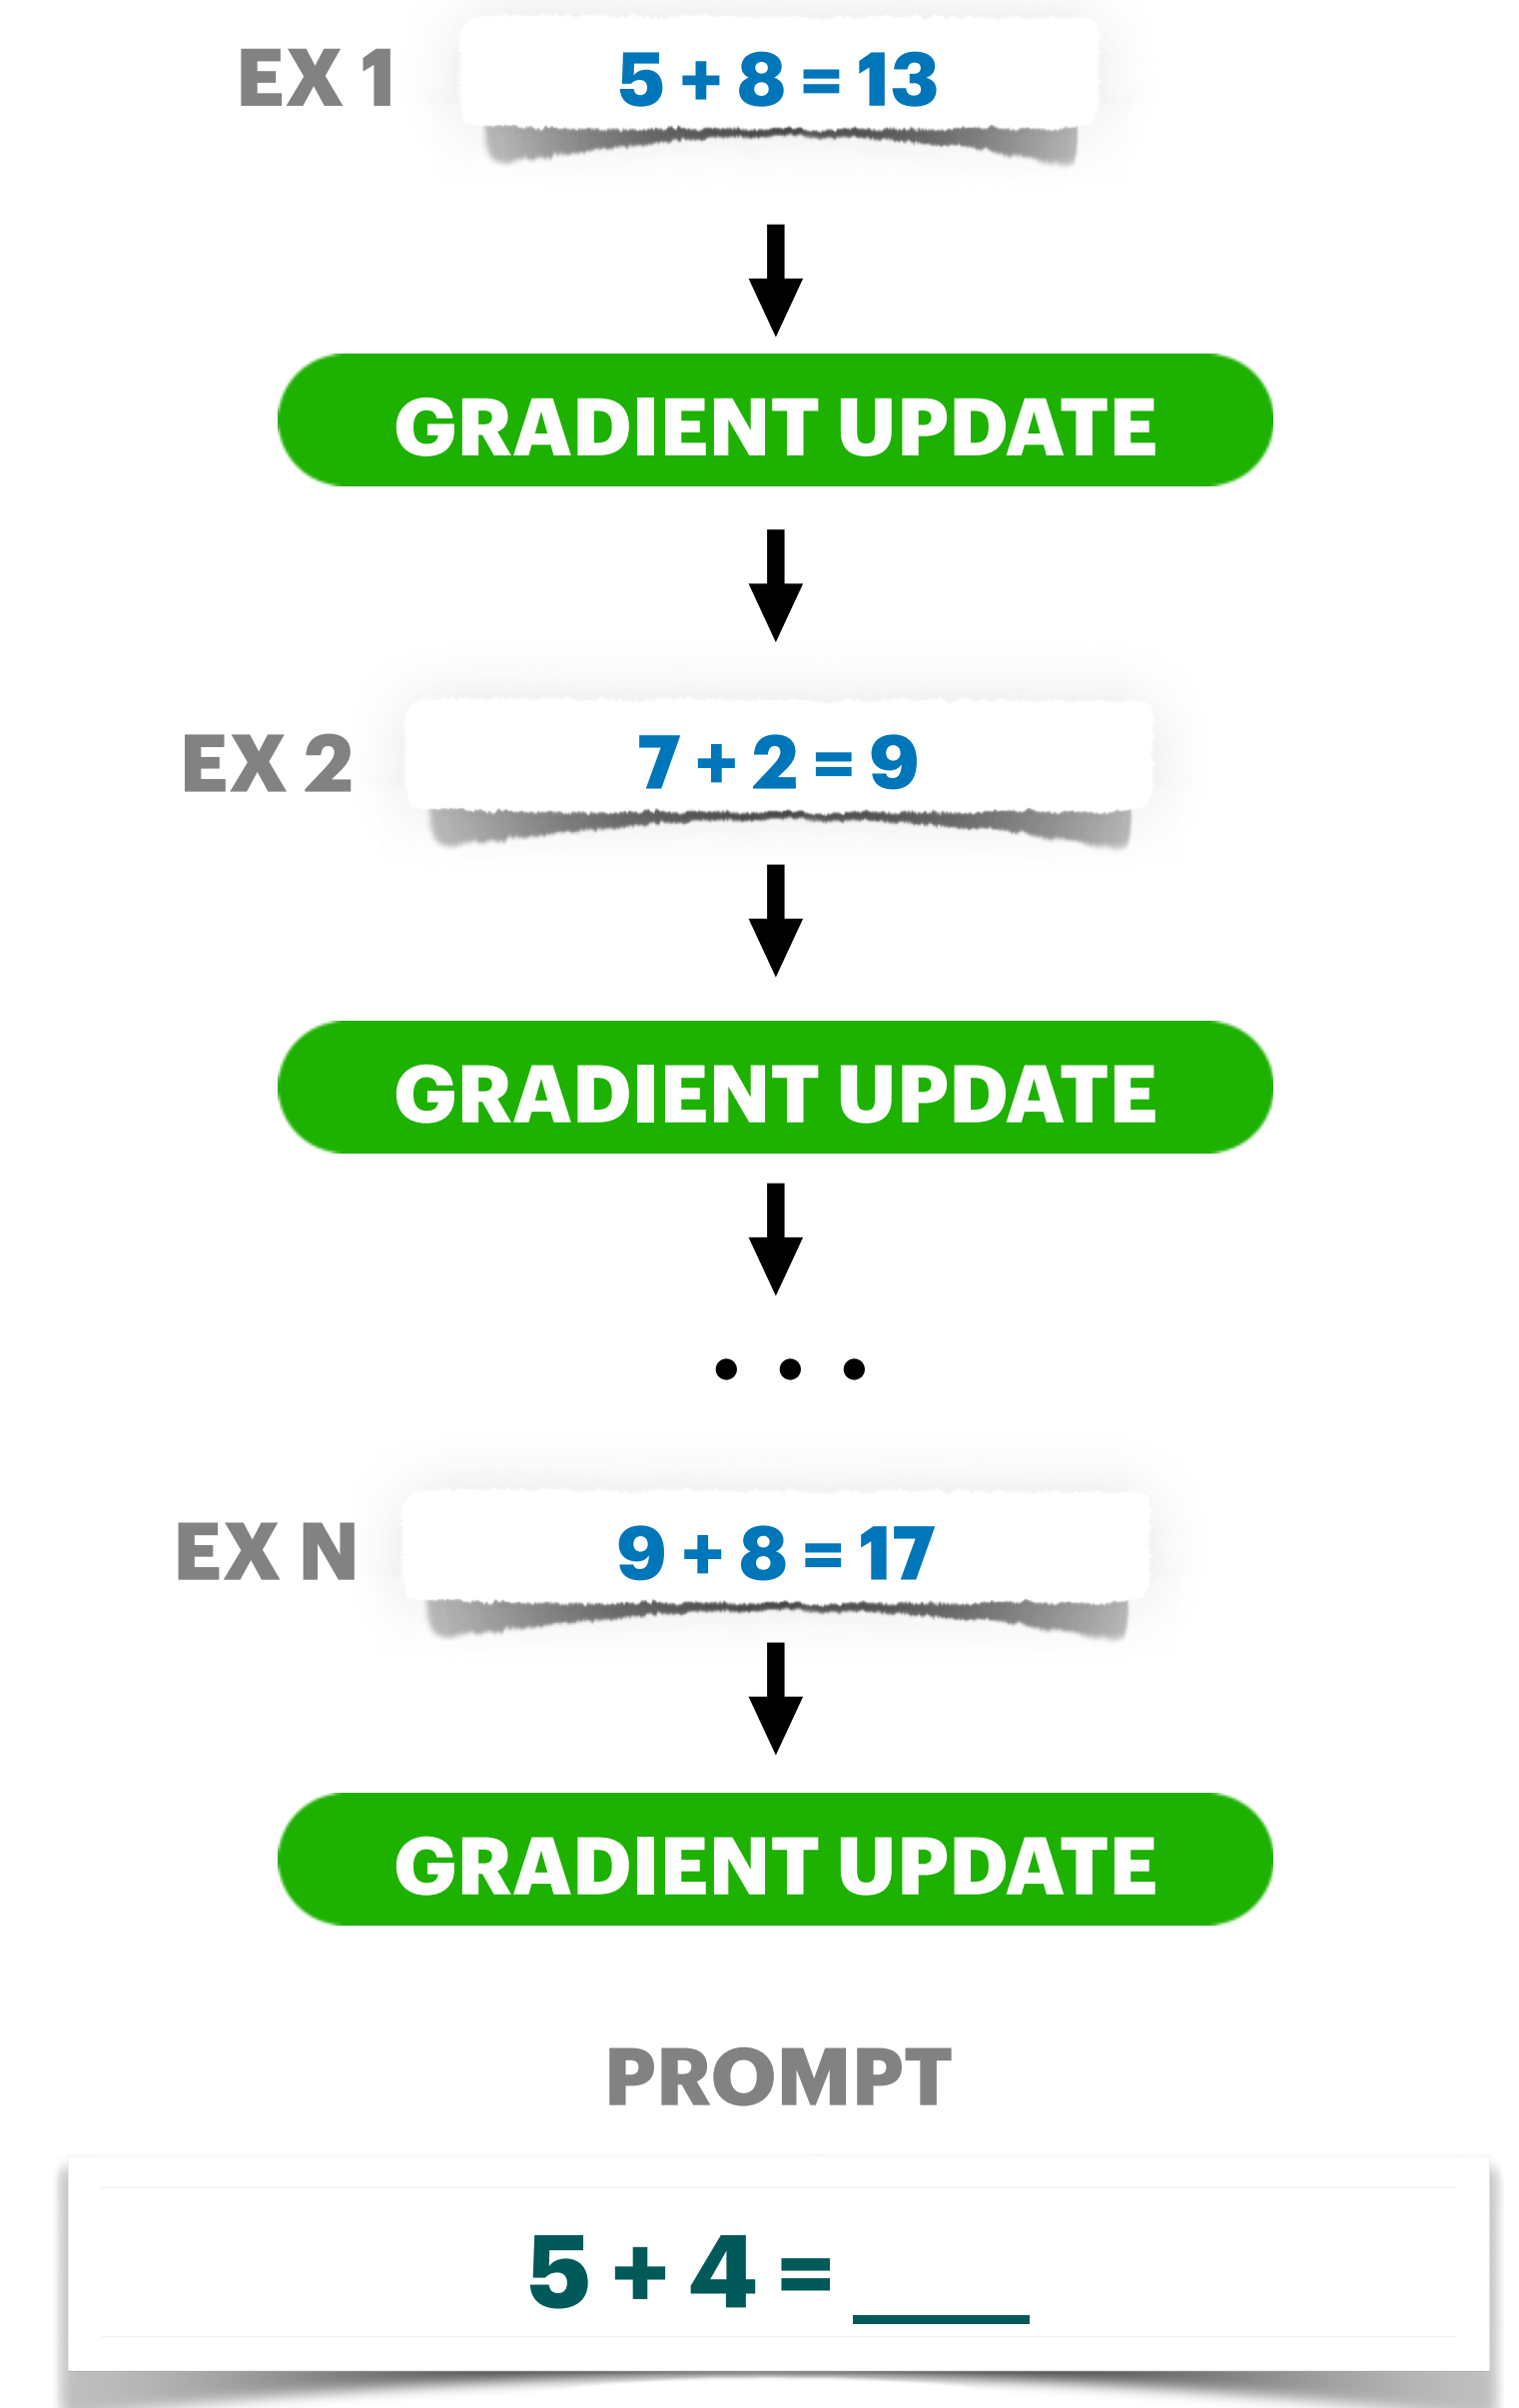 EX 1 5 + 8 = 13
GRADIENT UPDATE
EX 2 7 + 2 = 9
GRADIENT UPDATE
• • •
EX N 9 + 8 = 17
GRADIENT UPDATE
PROMPT
5 + 4 = ____